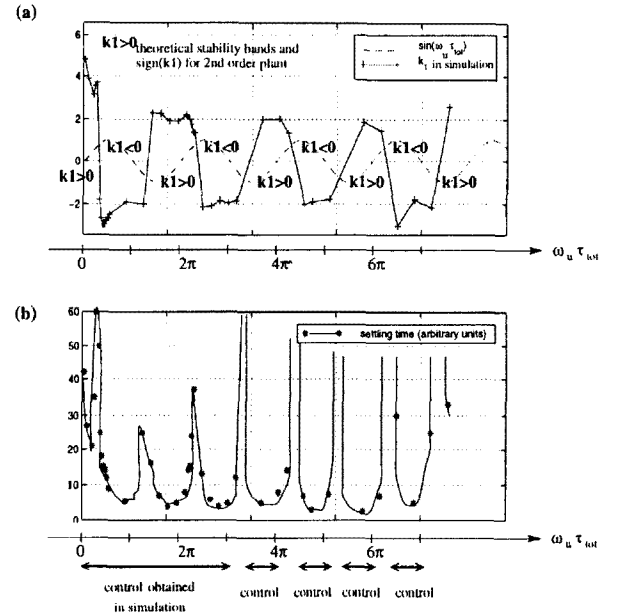 (a)
6
4
2
0
−2
k1>0
theoretical stability bands and
sign(k1) for 2nd order plant
sin(ω_u τ_tot)
k_1 in simulation
k1<0 k1<0 k1<0 k1<0
k1>0 k1>0 k1>0 k1>0 k1>0
0 2π 4π 6π ω_u τ_tot
(b)
60
50
40
30
20
10
0
settling time (arbitrary units)
0 2π 4π 6π ω_u τ_tot
control obtained
in simulation
control control control control